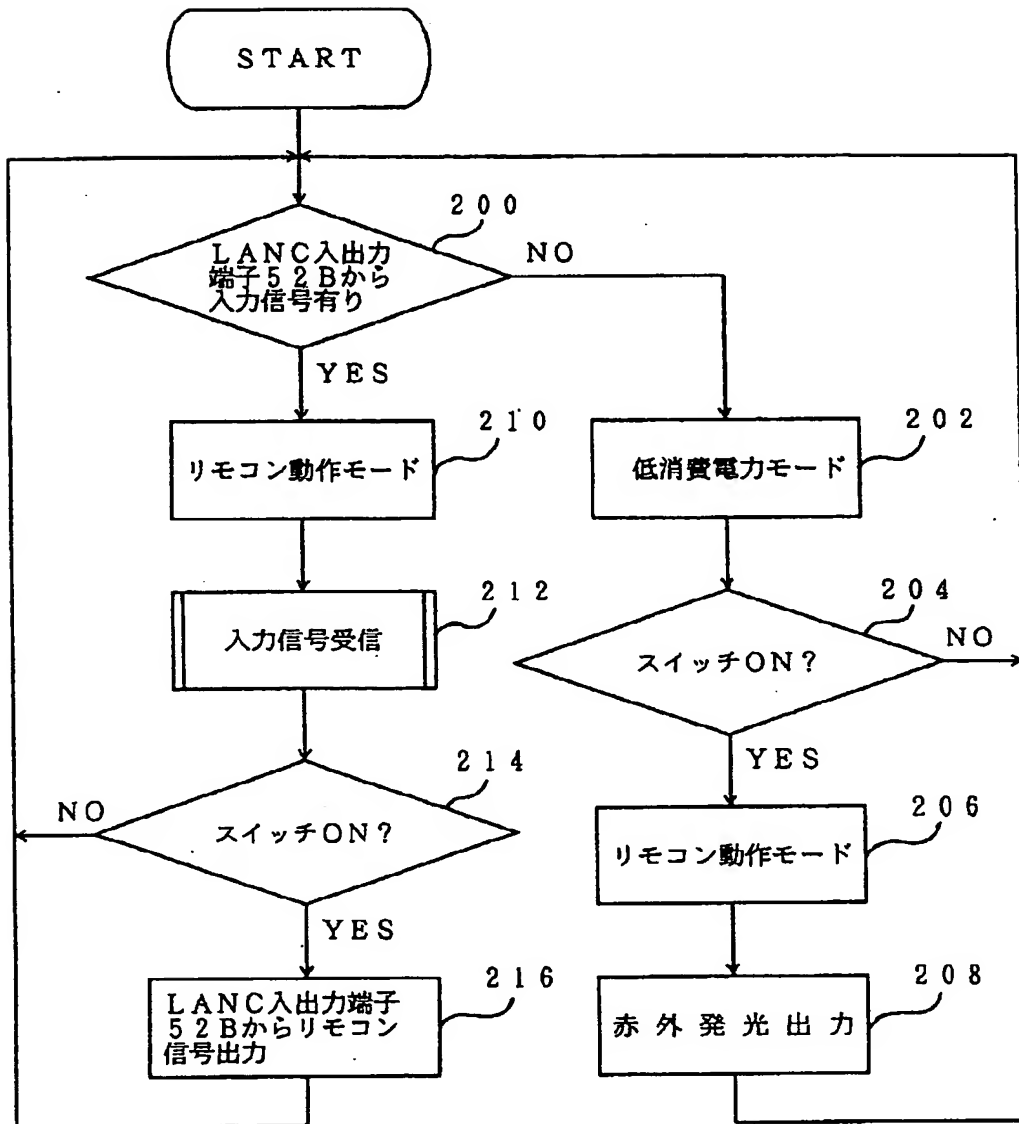 START
200
LANC入出力
端子52Bから
入力信号有り
NO
YES
210
リモコン動作モード
202
低消費電力モード
212
入力信号受信
204
スイッチON?
NO
YES
214
スイッチON?
NO
YES
206
リモコン動作モード
216
LANC入出力端子
52Bからリモコン
信号出力
208
赤外発光出力